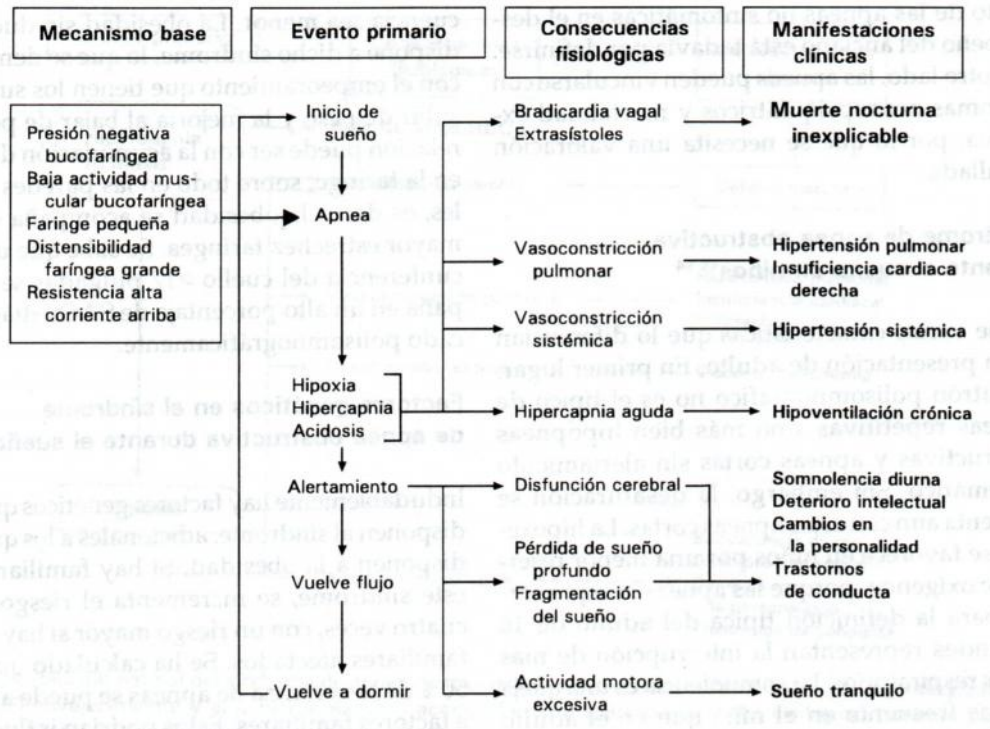 Mecanismo base
Presión negativa
bucofaríngea
Baja actividad mus-
cular bucofaríngea
Faringe pequeña
Distensibilidad
faríngea grande
Resistencia alta
corriente arriba
Evento primario
Inicio de
sueño
Apnea
Hipoxia
Hipercapnia
Acidosis
Alertamiento
Vuelve flujo
Vuelve a dormir
Consecuencias
fisiológicas
Bradicardia vagal
Extrasístoles
Vasoconstricción
pulmonar
Vasoconstricción
sistémica
Hipercapnia aguda
Disfunción cerebral
Pérdida de sueño
profundo
Fragmentación
del sueño
Actividad motora
excesiva
Manifestaciones
clínicas
Muerte nocturna
inexplicable
Hipertensión pulmonar
Insuficiencia cardiaca
derecha
Hipertensión sistémica
Hipoventilación crónica
Somnolencia diurna
Deterioro intelectual
Cambios en
la personalidad
Trastornos
de conducta
Sueño tranquilo